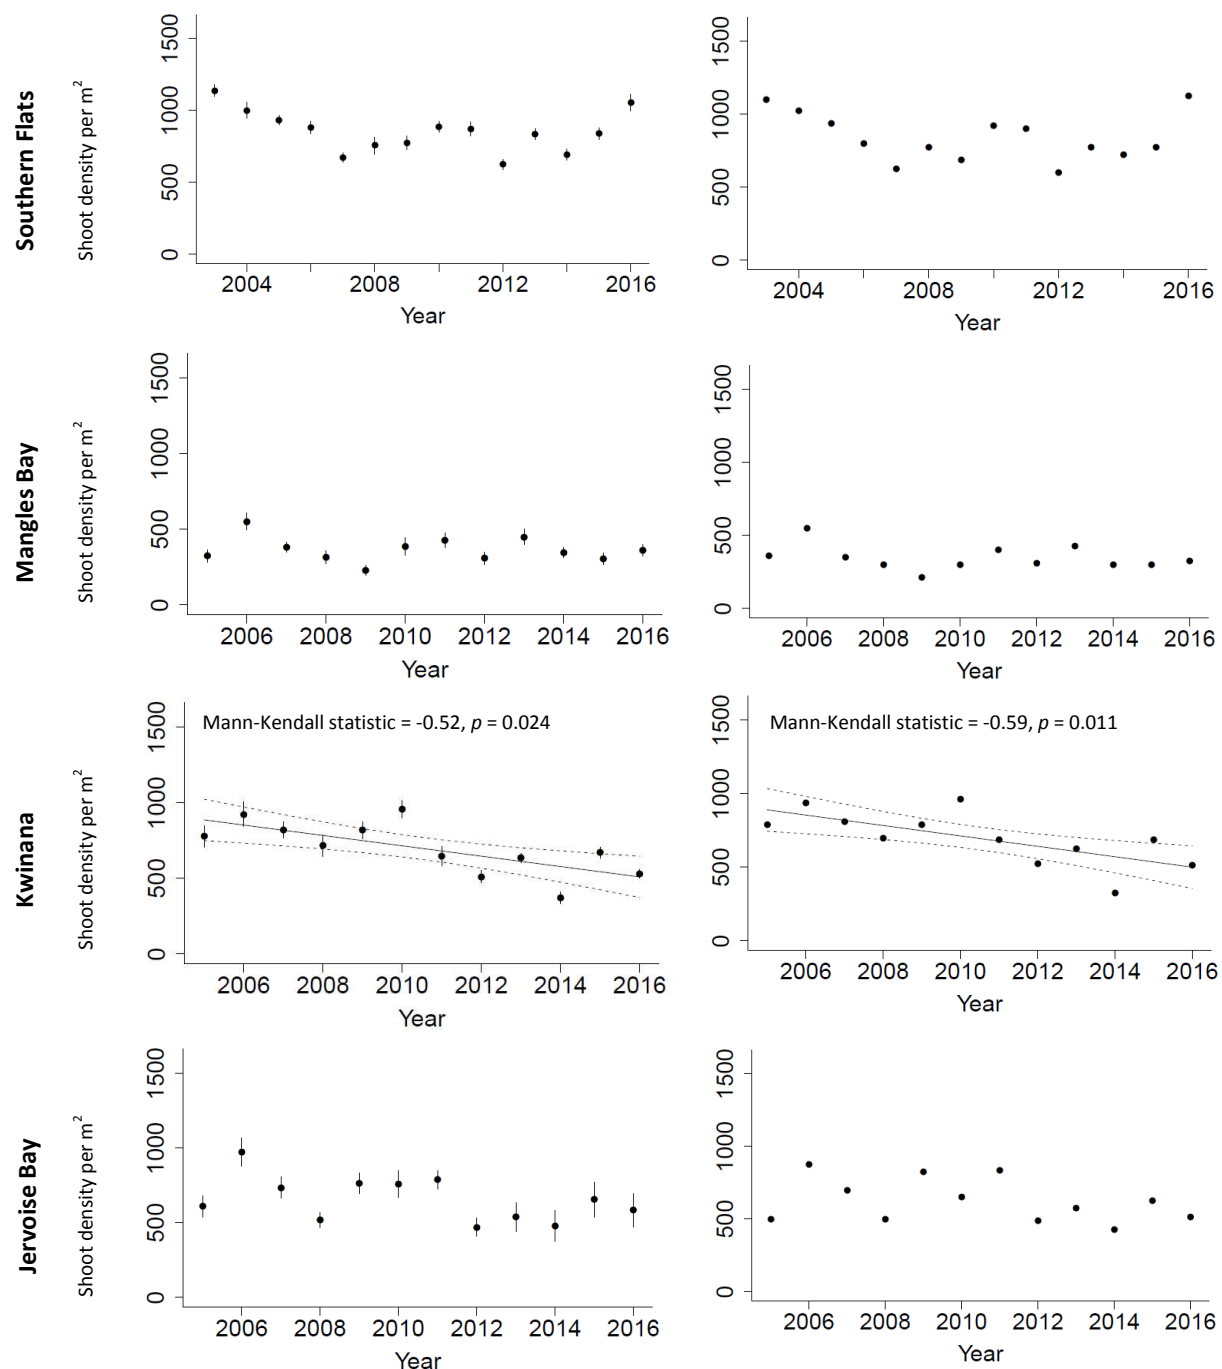 Southern Flats
Shoot density per m²
1500
1000
500
0
2004 2008 2012 2016
Year
1500
1000
500
0
2004 2008 2012 2016
Year
Mangles Bay
Shoot density per m²
1500
1000
500
0
2006 2008 2010 2012 2014 2016
Year
1500
1000
500
0
2006 2008 2010 2012 2014 2016
Year
Kwinana
Shoot density per m²
Mann-Kendall statistic = -0.52, p = 0.024
1500
1000
500
0
2006 2008 2010 2012 2014 2016
Year
Mann-Kendall statistic = -0.59, p = 0.011
1500
1000
500
0
2006 2008 2010 2012 2014 2016
Year
Jervoise Bay
Shoot density per m²
1500
1000
500
0
2006 2008 2010 2012 2014 2016
Year
1500
1000
500
0
2006 2008 2010 2012 2014 2016
Year